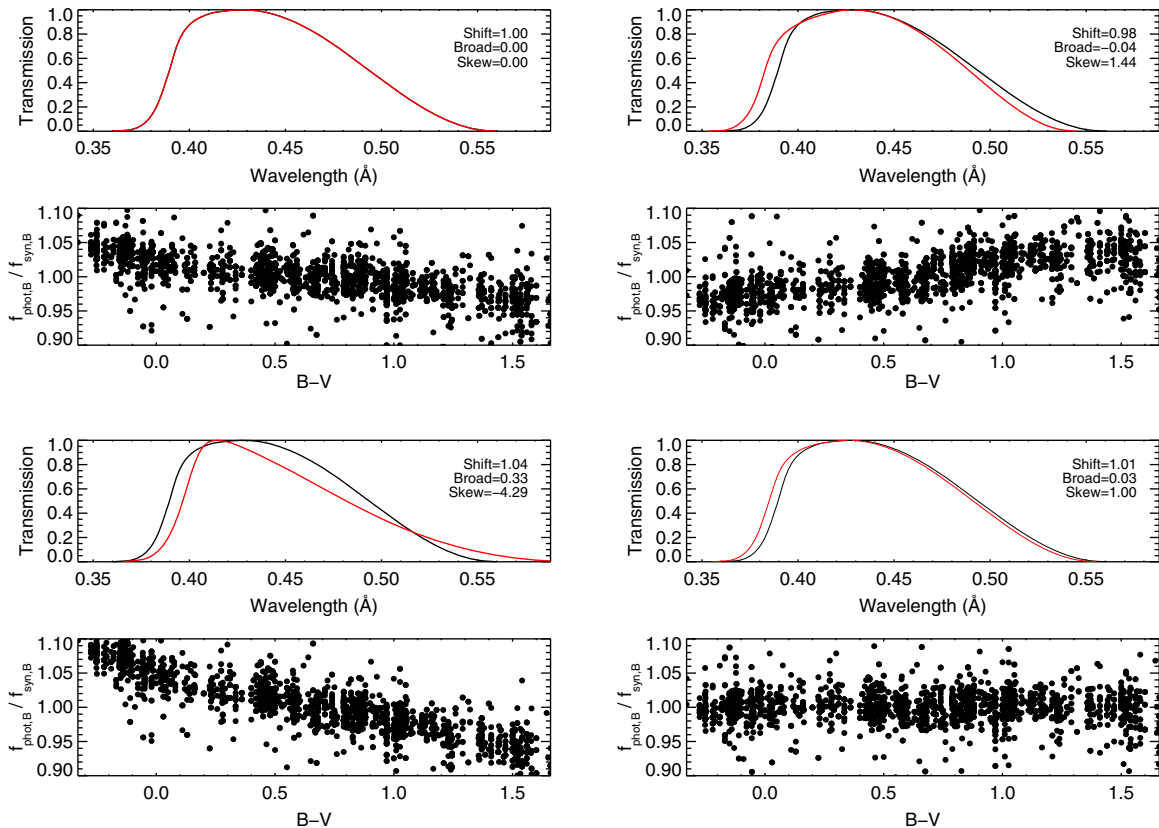 Transmission
1.0
0.8
0.6
0.4
0.2
0.0
Shift=1.00
Broad=0.00
Skew=0.00
0.35 0.40 0.45 0.50 0.55
Wavelength (Å)
f_phot,B / f_syn,B
1.10
1.05
1.00
0.95
0.90
0.0 0.5 1.0 1.5
B−V
Transmission
1.0
0.8
0.6
0.4
0.2
0.0
Shift=0.98
Broad=−0.04
Skew=1.44
0.35 0.40 0.45 0.50 0.55
Wavelength (Å)
f_phot,B / f_syn,B
1.10
1.05
1.00
0.95
0.90
0.0 0.5 1.0 1.5
B−V
Transmission
1.0
0.8
0.6
0.4
0.2
0.0
Shift=1.04
Broad=0.33
Skew=−4.29
0.35 0.40 0.45 0.50 0.55
Wavelength (Å)
f_phot,B / f_syn,B
1.10
1.05
1.00
0.95
0.90
0.0 0.5 1.0 1.5
B−V
Transmission
1.0
0.8
0.6
0.4
0.2
0.0
Shift=1.01
Broad=0.03
Skew=1.00
0.35 0.40 0.45 0.50 0.55
Wavelength (Å)
f_phot,B / f_syn,B
1.10
1.05
1.00
0.95
0.90
0.0 0.5 1.0 1.5
B−V